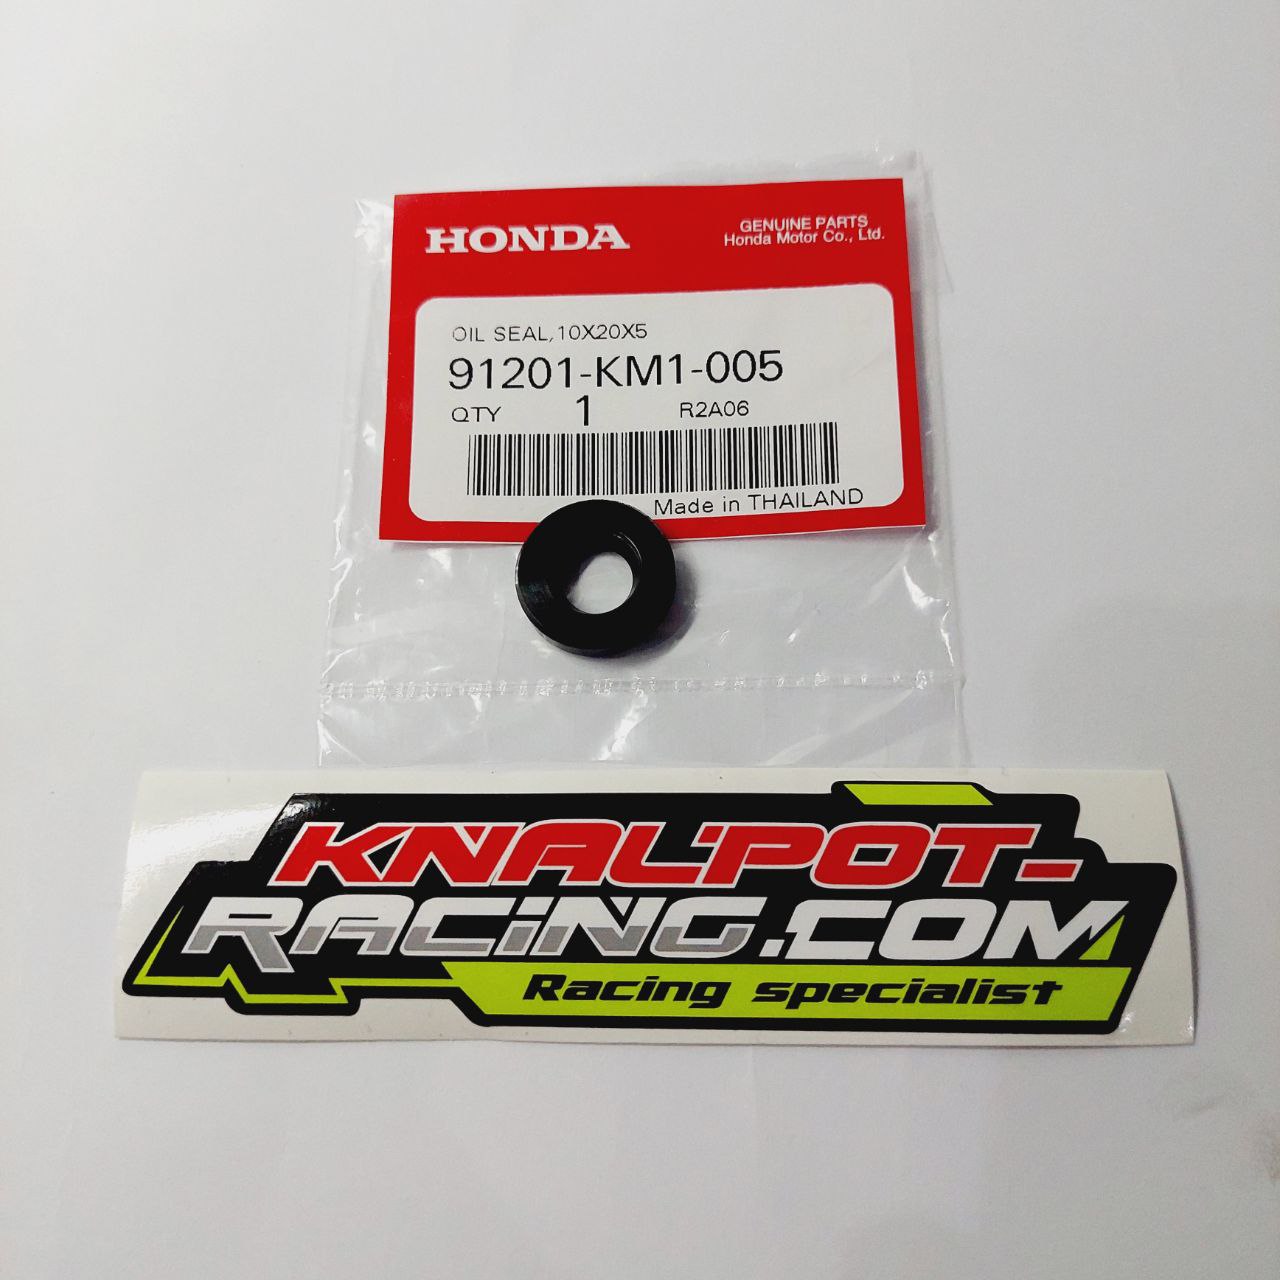 HONDA
GENUINE PARTS
Honda Motor Co., Ltd.
OIL SEAL,10X20X5
91201-KM1-005
QTY 1 R2A06
Made in THAILAND
KNALPOT-
RACING.COM
Racing specialist